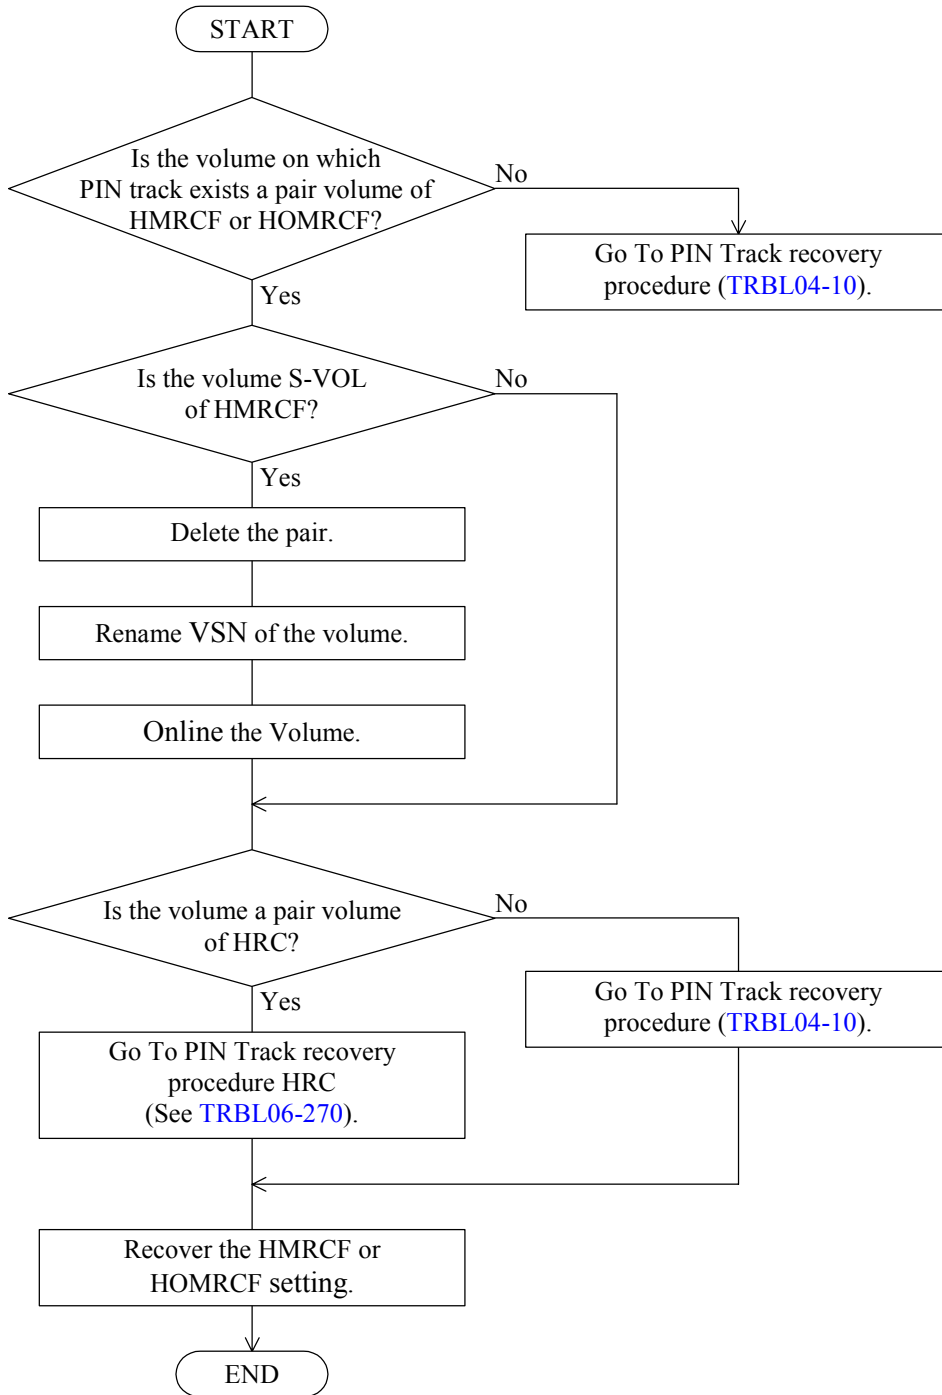 START
Is the volume on which
PIN track exists a pair volume of
HMRCF or HOMRCF?
No
Go To PIN Track recovery
procedure (TRBL04-10).
Yes
Is the volume S-VOL
of HMRCF?
No
Yes
Delete the pair.
Rename VSN of the volume.
Online the Volume.
Is the volume a pair volume
of HRC?
No
Go To PIN Track recovery
procedure (TRBL04-10).
Yes
Go To PIN Track recovery
procedure HRC
(See TRBL06-270).
Recover the HMRCF or
HOMRCF setting.
END